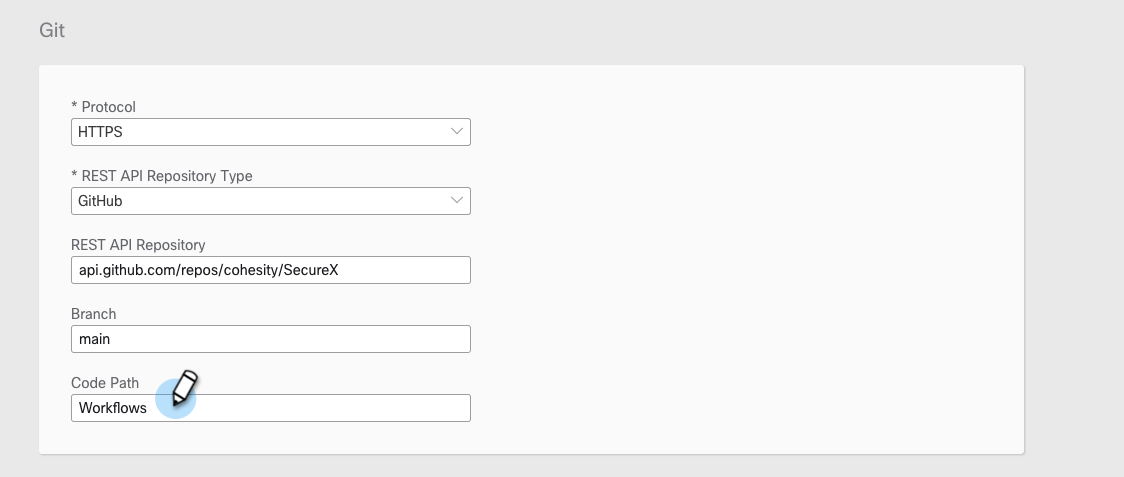 Git
* Protocol
HTTPS
* REST API Repository Type
GitHub
REST API Repository
api.github.com/repos/cohesity/SecureX
Branch
main
Code Path
Workflows